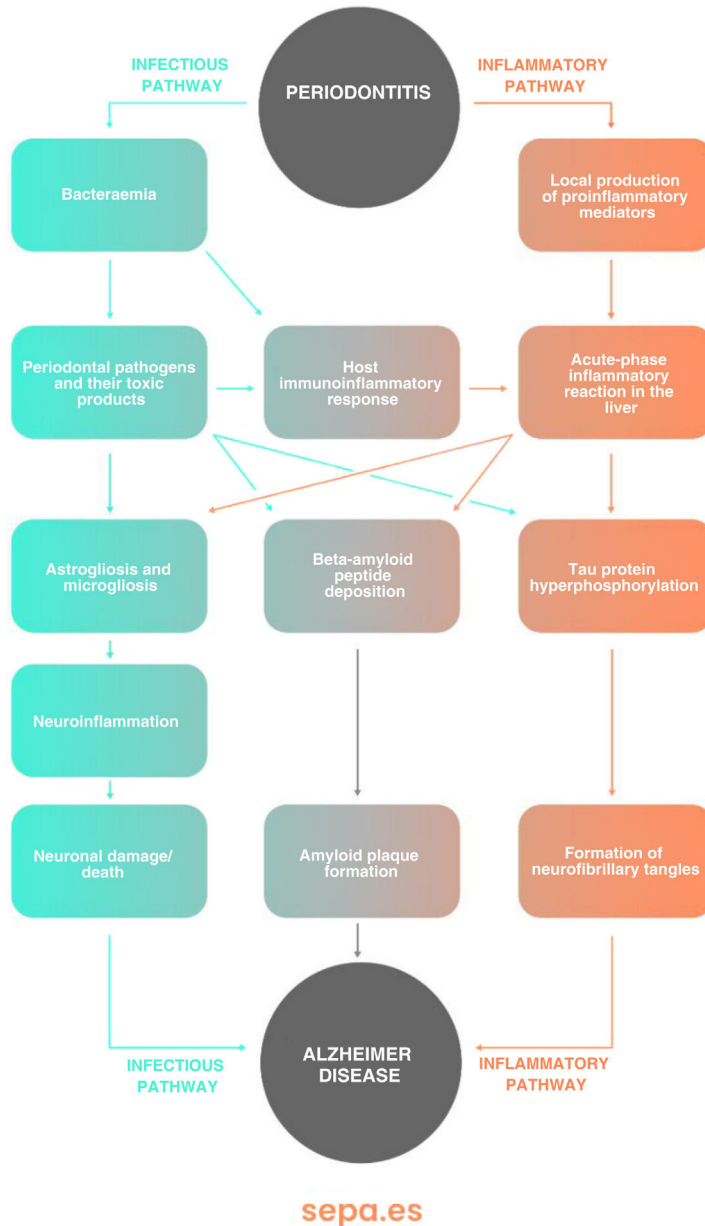 INFECTIOUS
PATHWAY
PERIODONTITIS
INFLAMMATORY
PATHWAY
Bacteraemia
Local production
of proinflammatory
mediators
Periodontal pathogens
and their toxic
products
Host
immunoinflammatory
response
Acute-phase
inflammatory
reaction in the
liver
Astrogliosis and
microgliosis
Beta-amyloid
peptide
deposition
Tau protein
hyperphosphorylation
Neuroinflammation
Neuronal damage/
death
Amyloid plaque
formation
Formation of
neurofibrillary tangles
INFECTIOUS
PATHWAY
ALZHEIMER
DISEASE
INFLAMMATORY
PATHWAY
sepa.es